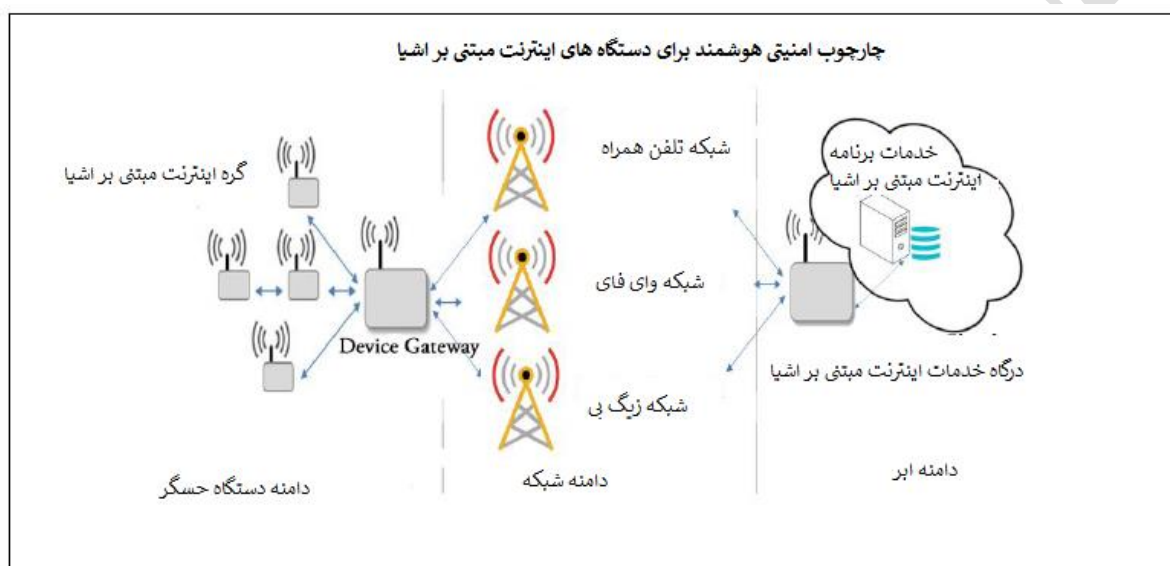 چارچوب امنیتی هوشمند برای دستگاه های اینترنت مبتنی بر اشیا
خدمات برنامه
اینترنت مبتنی بر اشیا
شبکه تلفن همراه
گره اینترنت مبتنی بر اشیا
شبکه وای فای
Device Gateway
درگاه خدمات اینترنت مبتنی بر اشیا
شبکه زیگ بی
دامنه ابر
دامنه شبکه
دامنه دستگاه حسگر